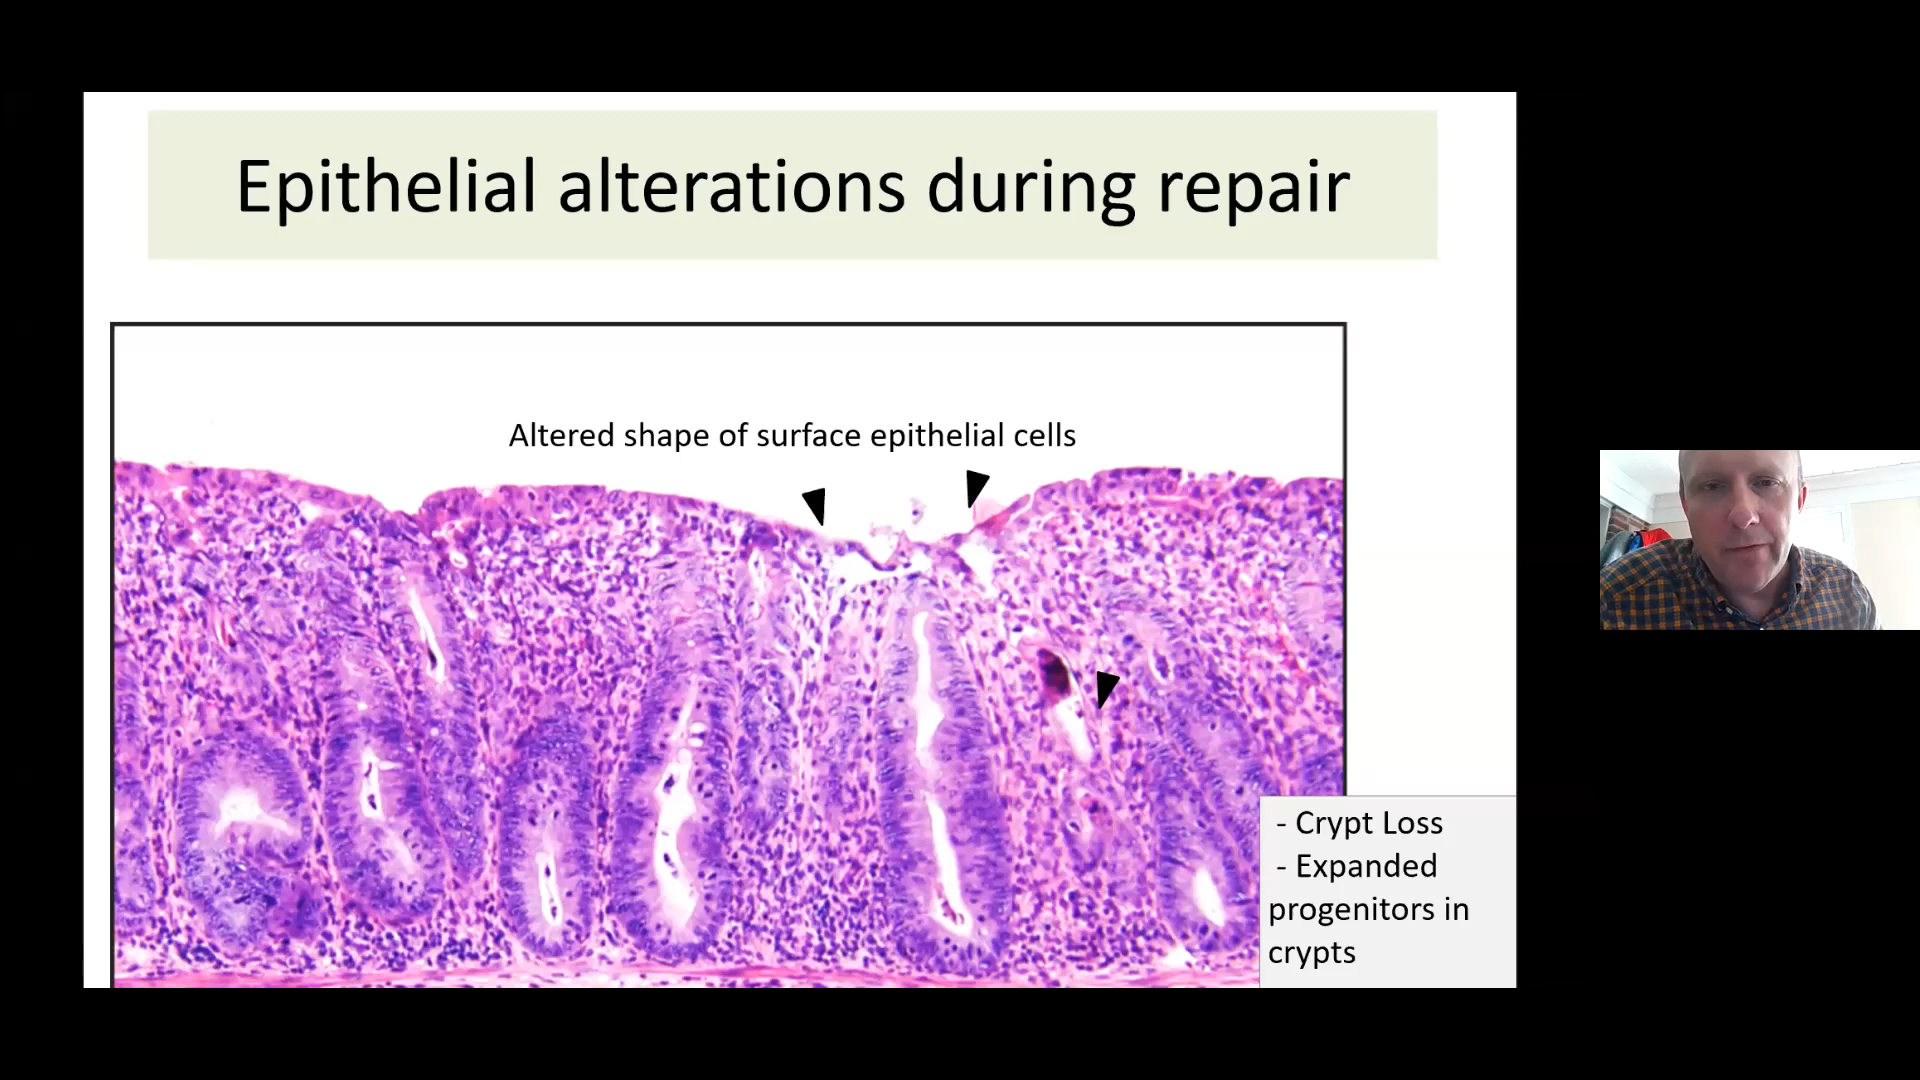 Epithelial alterations during repair
Altered shape of surface epithelial cells
- Crypt Loss
- Expanded
progenitors in
crypts